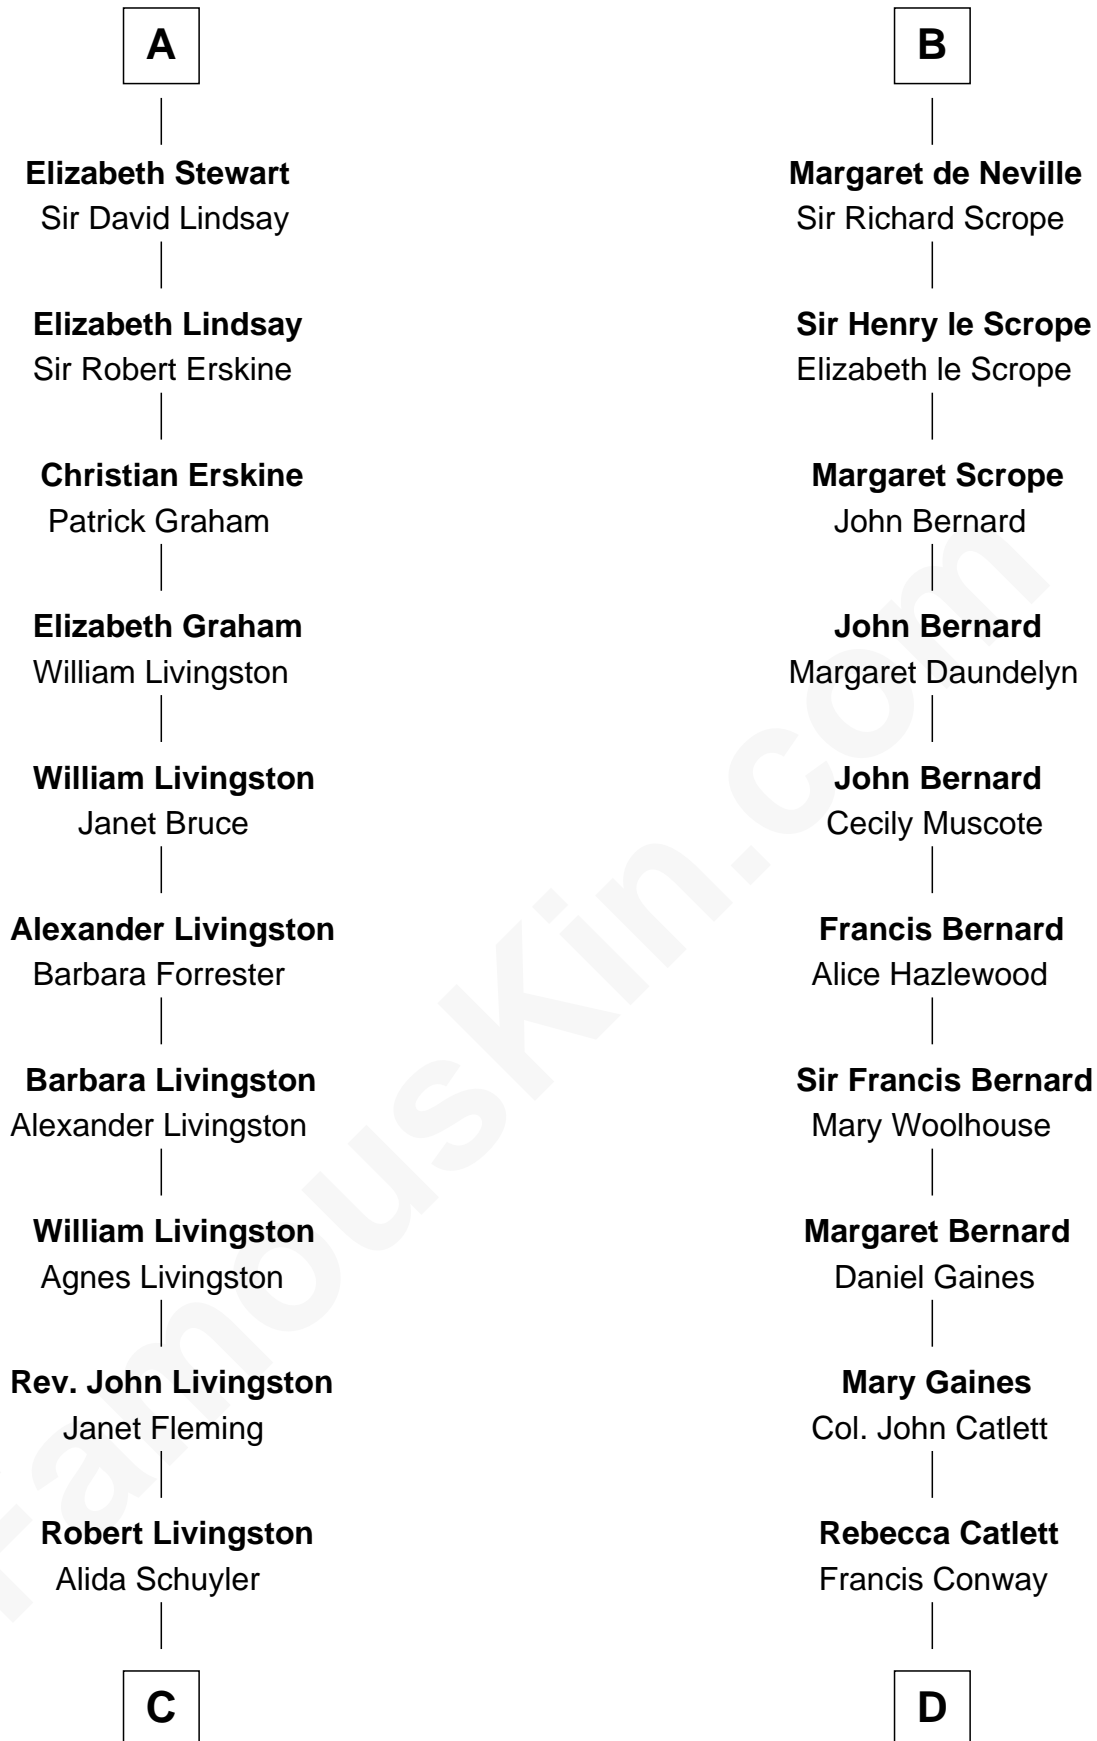 A
Elizabeth Stewart
Sir David Lindsay
Elizabeth Lindsay
Sir Robert Erskine
Christian Erskine
Patrick Graham
Elizabeth Graham
William Livingston
William Livingston
Janet Bruce
Alexander Livingston
Barbara Forrester
Barbara Livingston
Alexander Livingston
William Livingston
Agnes Livingston
Rev. John Livingston
Janet Fleming
Robert Livingston
Alida Schuyler
C
B
Margaret de Neville
Sir Richard Scrope
Sir Henry le Scrope
Elizabeth le Scrope
Margaret Scrope
John Bernard
John Bernard
Margaret Daundelyn
John Bernard
Cecily Muscote
Francis Bernard
Alice Hazlewood
Sir Francis Bernard
Mary Woolhouse
Margaret Bernard
Daniel Gaines
Mary Gaines
Col. John Catlett
Rebecca Catlett
Francis Conway
D
FamousKin.com